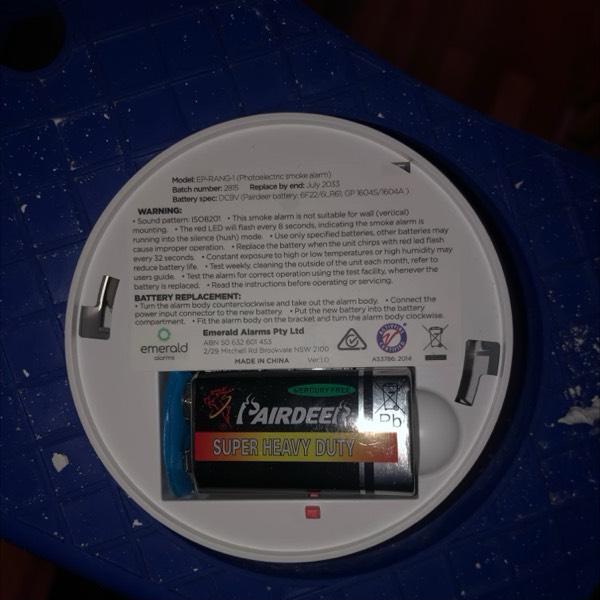 Model: EP-RANG-1 (Photoelectric smoke alarm)
Batch number: 2815 Replace by end: July 2033
Battery spec: DC9V (Pairdeer battery: 6F22/6LR61, GP 1604S/1604A )
WARNING:
• Sound pattern: ISO8201. • This smoke alarm is not suitable for wall (vertical)
mounting. • The red LED will flash every 8 seconds, indicating the smoke alarm is
running into the silence (hush) mode. • Use only specified batteries, other batteries may
cause improper operation. • Replace the battery when the unit chirps with red led flash
every 32 seconds. • Constant exposure to high or low temperatures or high humidity may
reduce battery life. • Test weekly, cleaning the outside of the unit each month, refer to
users guide. • Test the alarm for correct operation using the test facility, whenever the
battery is replaced. • Read the instructions before operating or servicing.
BATTERY REPLACEMENT:
• Turn the alarm body counterclockwise and take out the alarm body. • Connect the
power input connector to the new battery. • Put the new battery into the battery
compartment. • Fit the alarm body on the bracket and turn the alarm body clockwise.
emerald
alarms
Emerald Alarms Pty Ltd
ABN 50 632 601 453
2/29 Mitchell Rd Brookvale NSW 2100
MADE IN CHINA Ver:1.0
AS3786: 2014
MERCURY FREE
PAIRDEER
Pb
SUPER HEAVY DUTY